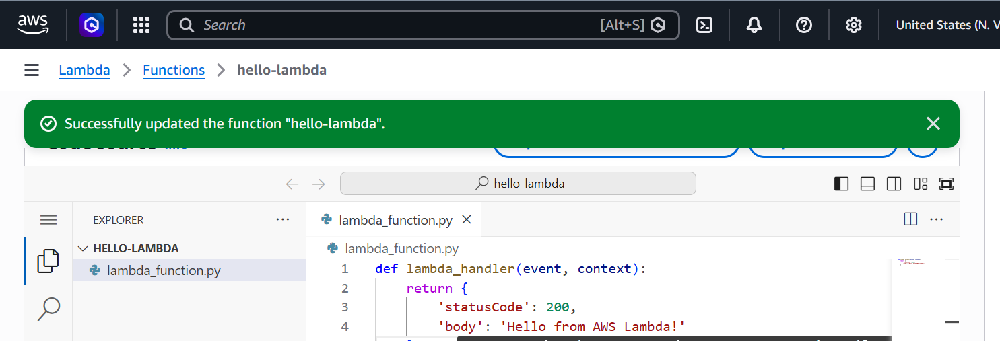 aws
Search [Alt+S]
United States (N. V
Lambda > Functions > hello-lambda
Successfully updated the function "hello-lambda".
hello-lambda
EXPLORER ...
lambda_function.py
HELLO-LAMBDA
lambda_function.py
lambda_function.py
1 def lambda_handler(event, context):
2 return {
3 'statusCode': 200,
4 'body': 'Hello from AWS Lambda!'